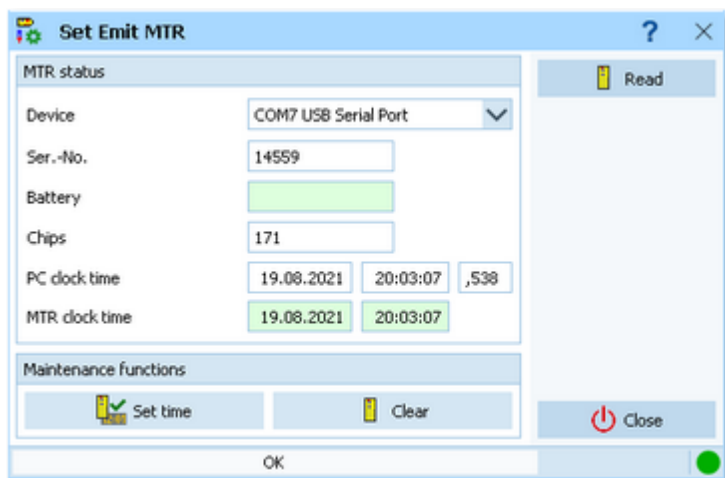 Set Emit MTR ? ×
MTR status
Read
Device COM7 USB Serial Port
Ser.-No. 14559
Battery
Chips 171
PC clock time 19.08.2021 20:03:07 ,538
MTR clock time 19.08.2021 20:03:07
Maintenance functions
Set time Clear
Close
OK